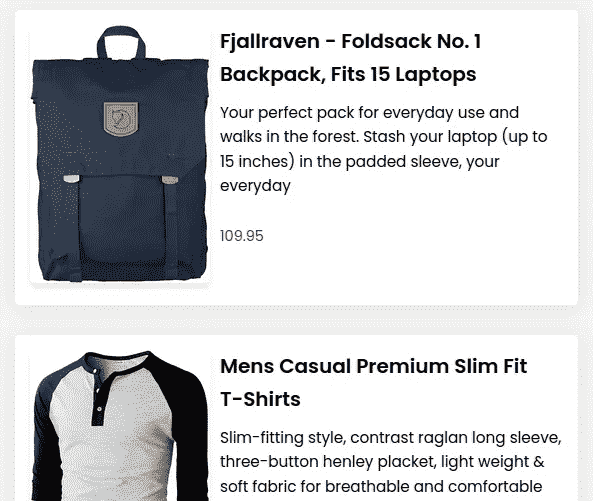 Fjallraven - Foldsack No. 1
Backpack, Fits 15 Laptops
Your perfect pack for everyday use and
walks in the forest. Stash your laptop (up to
15 inches) in the padded sleeve, your
everyday
109.95
Mens Casual Premium Slim Fit
T-Shirts
Slim-fitting style, contrast raglan long sleeve,
three-button henley placket, light weight &
soft fabric for breathable and comfortable